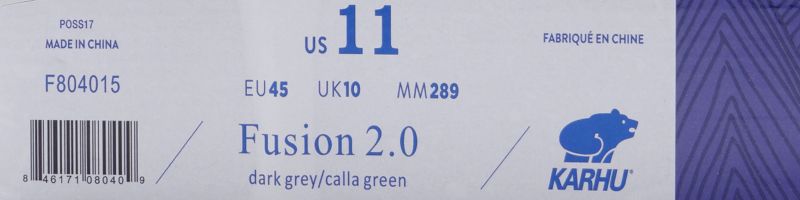 POSS17
MADE IN CHINA
F804015
8 46171 08040 9
US 11
EU45 UK10 MM289
Fusion 2.0
dark grey/calla green
FABRIQUÉ EN CHINE
KARHU®